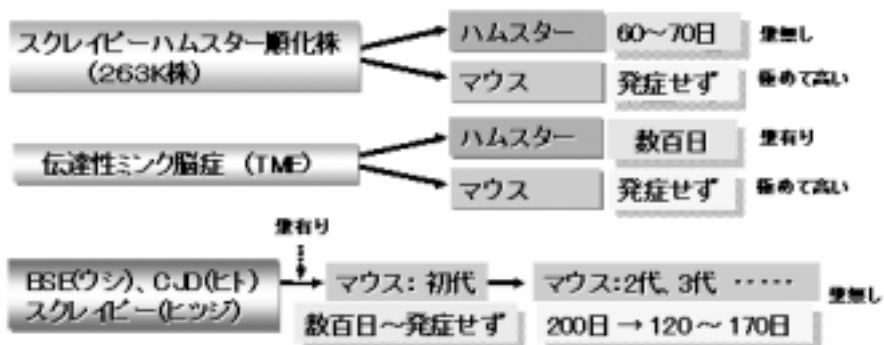 スクレイピーハムスター順化株
(263K株)
ハムスター 60～70日 壁無し
マウス 発症せず 極めて高い
伝達性ミンク脳症 (TME)
ハムスター 数百日 壁有り
マウス 発症せず 極めて高い
壁有り
BSE(ウシ)、CJD(ヒト)
スクレイピー(ヒツジ)
マウス：初代
マウス:2代、3代 ‥‥‥
壁無し
数百日～発症せず
200日 → 120～170日